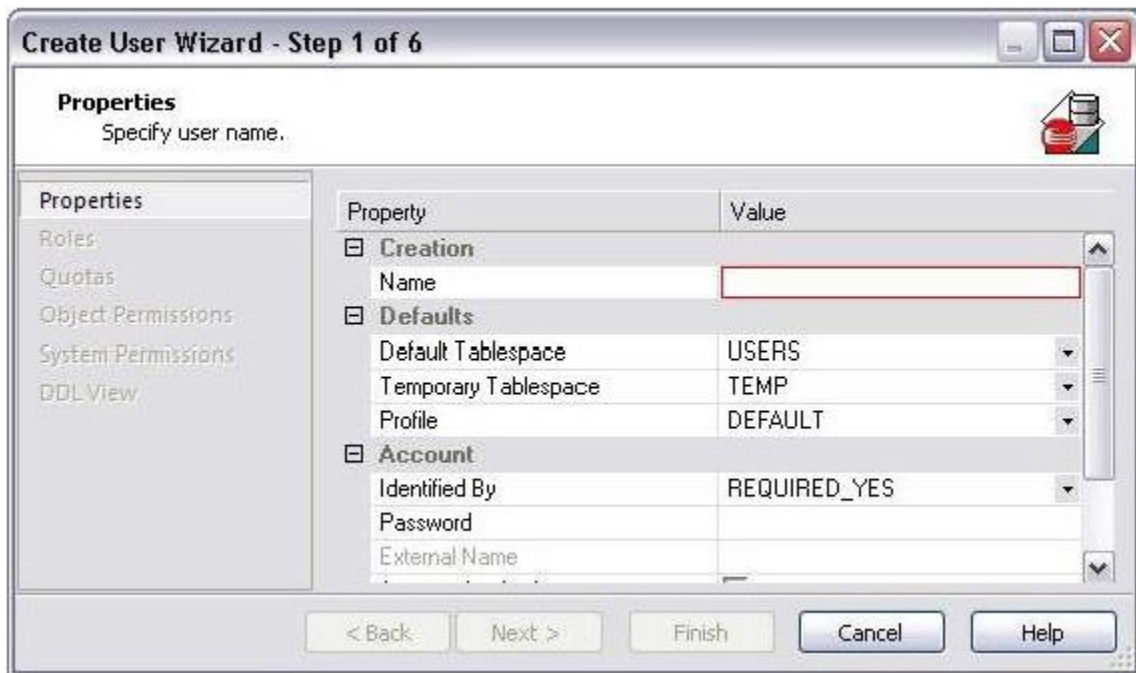 Create User Wizard - Step 1 of 6
Properties
Specify user name.
Properties
Roles
Quotas
Object Permissions
System Permissions
DDL View
Property Value
Creation
Name
Defaults
Default Tablespace USERS
Temporary Tablespace TEMP
Profile DEFAULT
Account
Identified By REQUIRED_YES
Password
External Name
< Back Next > Finish Cancel Help